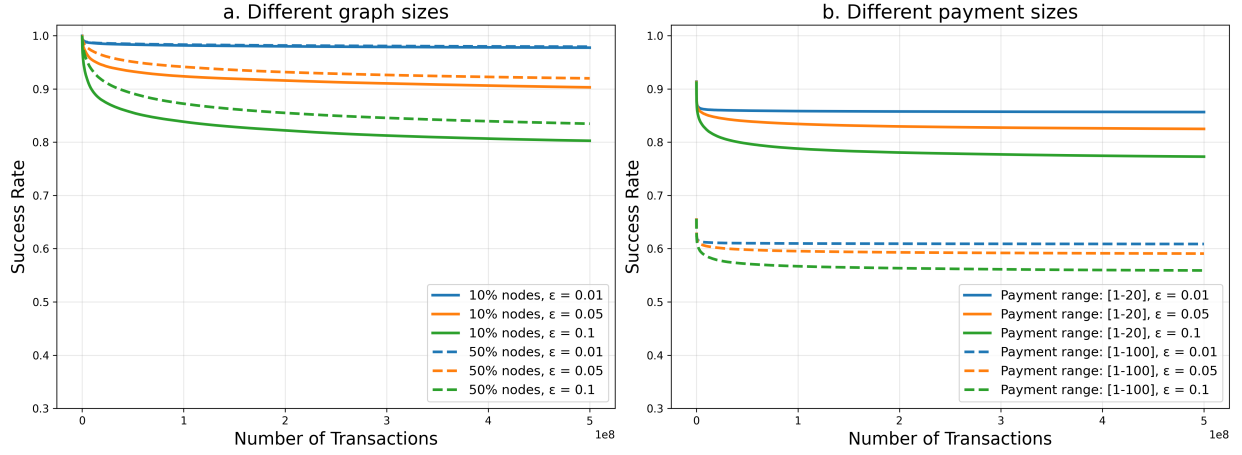 a. Different graph sizes
Success Rate
1.0
0.9
0.8
0.7
0.6
0.5
0.4
0.3
10% nodes, ε = 0.01
10% nodes, ε = 0.05
10% nodes, ε = 0.1
50% nodes, ε = 0.01
50% nodes, ε = 0.05
50% nodes, ε = 0.1
0 1 2 3 4 5
1e8
Number of Transactions
b. Different payment sizes
Success Rate
1.0
0.9
0.8
0.7
0.6
0.5
0.4
0.3
Payment range: [1-20], ε = 0.01
Payment range: [1-20], ε = 0.05
Payment range: [1-20], ε = 0.1
Payment range: [1-100], ε = 0.01
Payment range: [1-100], ε = 0.05
Payment range: [1-100], ε = 0.1
0 1 2 3 4 5
1e8
Number of Transactions